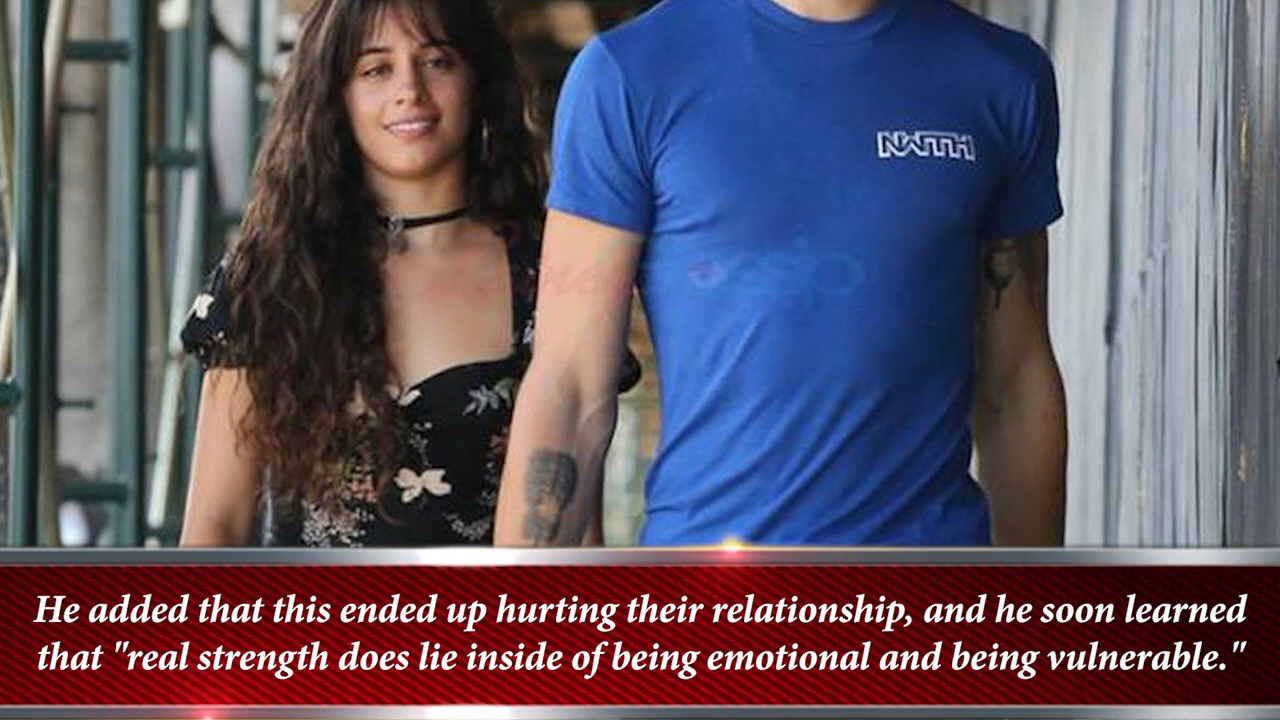 NWTH
He added that this ended up hurting their relationship, and he soon learned
that "real strength does lie inside of being emotional and being vulnerable."